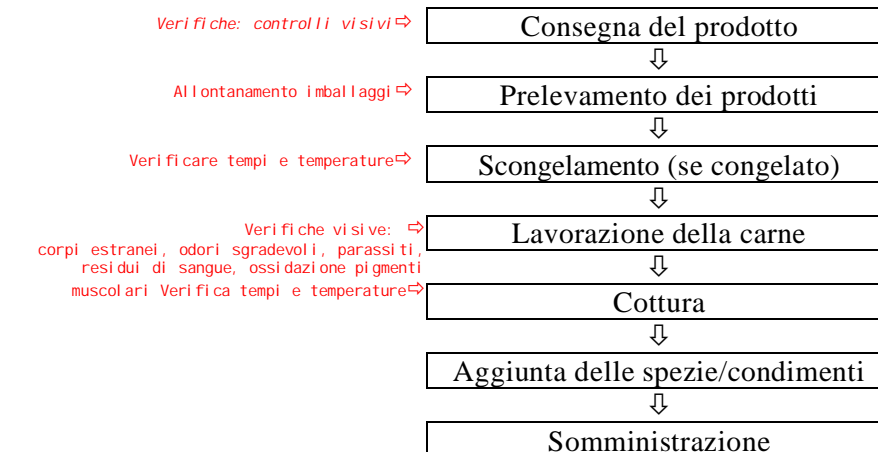 Verifiche: controlli visivi⇨ Consegna del prodotto
⇩
Allontanamento imballaggi⇨ Prelevamento dei prodotti
⇩
Verificare tempi e temperature⇨ Scongelamento (se congelato)
⇩
Verifiche visive: ⇨ Lavorazione della carne
corpi estranei, odori sgradevoli, parassiti,
residui di sangue, ossidazione pigmenti
⇩
muscolari Verifica tempi e temperature⇨ Cottura
⇩
Aggiunta delle spezie/condimenti
⇩
Somministrazione